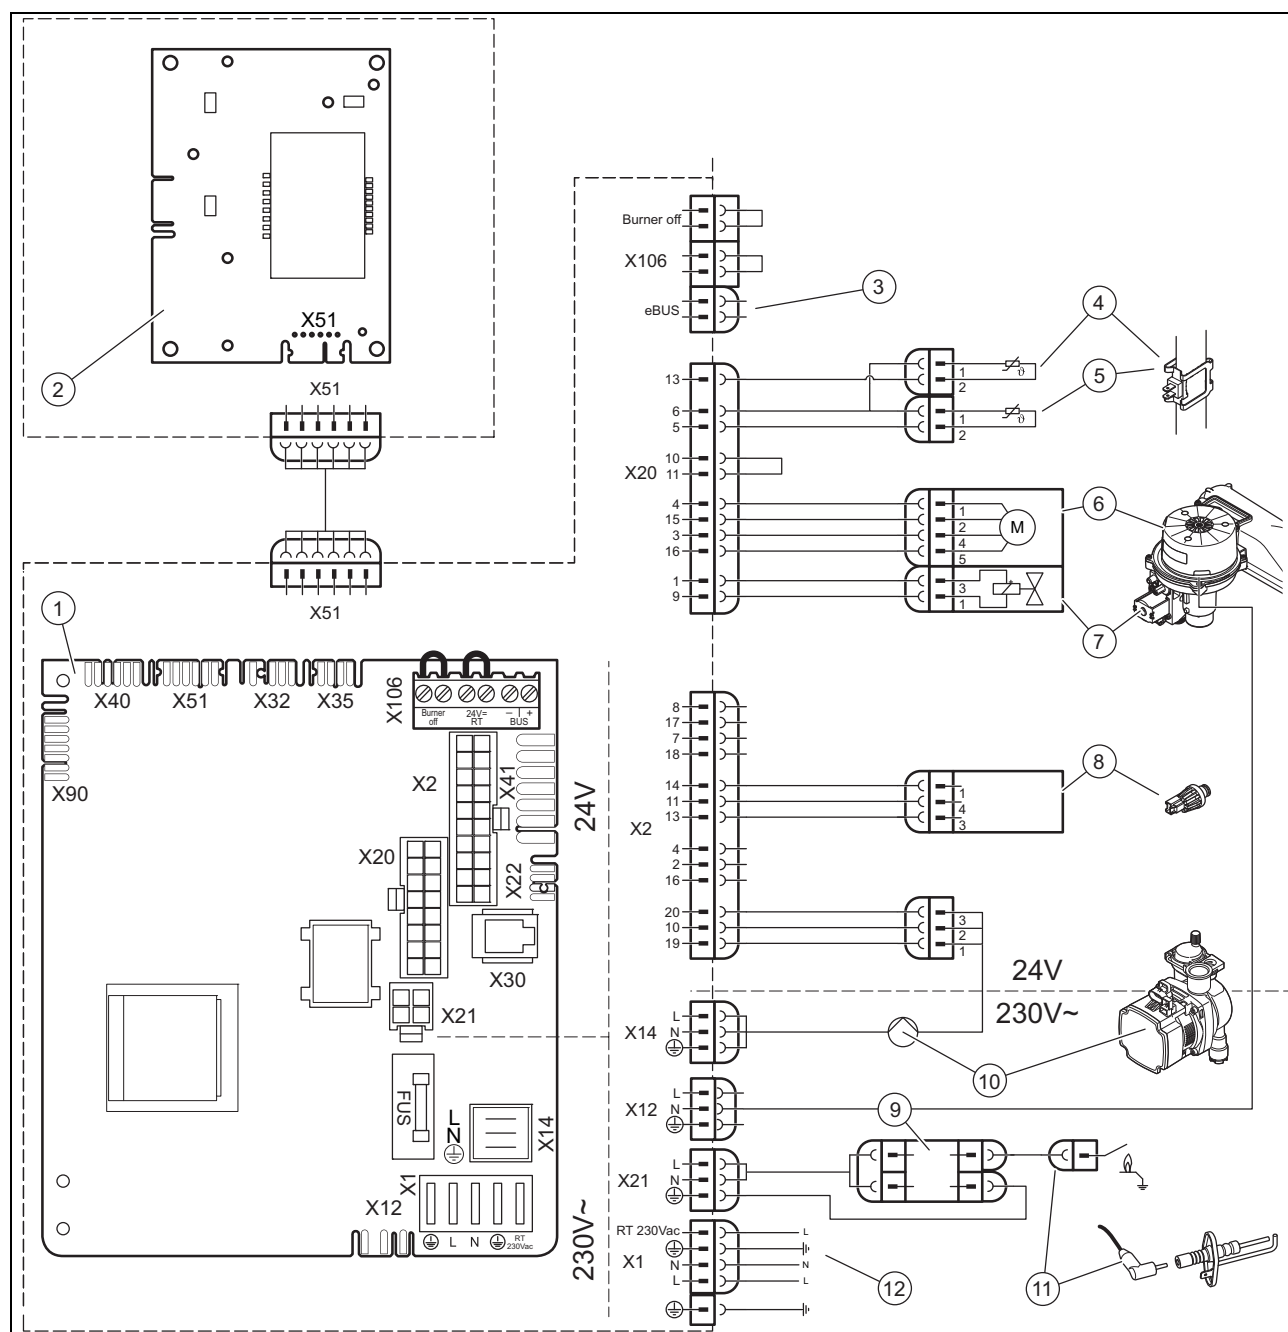 X51
2
X51
X51
1
X40
X51
X32
X35
X106
Burner
off
24V=
RT
– | +
BUS
X90
X2
X41
X20
X22
X30
X21
FUS
L
N
X14
X1
X12
L
N
RT
230Vac
24V
230V~
Burner off
X106
eBUS
3
13
6
5
10
11
4
15
3
16
1
9
X20
1
2
ϑ
4
1
2
ϑ
5
1
2
4
5
M
6
3
1
7
8
17
7
18
14
11
13
4
2
16
20
10
19
X2
1
4
3
8
3
2
1
24V
230V~
X14
L
N
10
X12
L
N
9
X21
L
N
11
X1
RT 230Vac
N
L
L
N
L
12